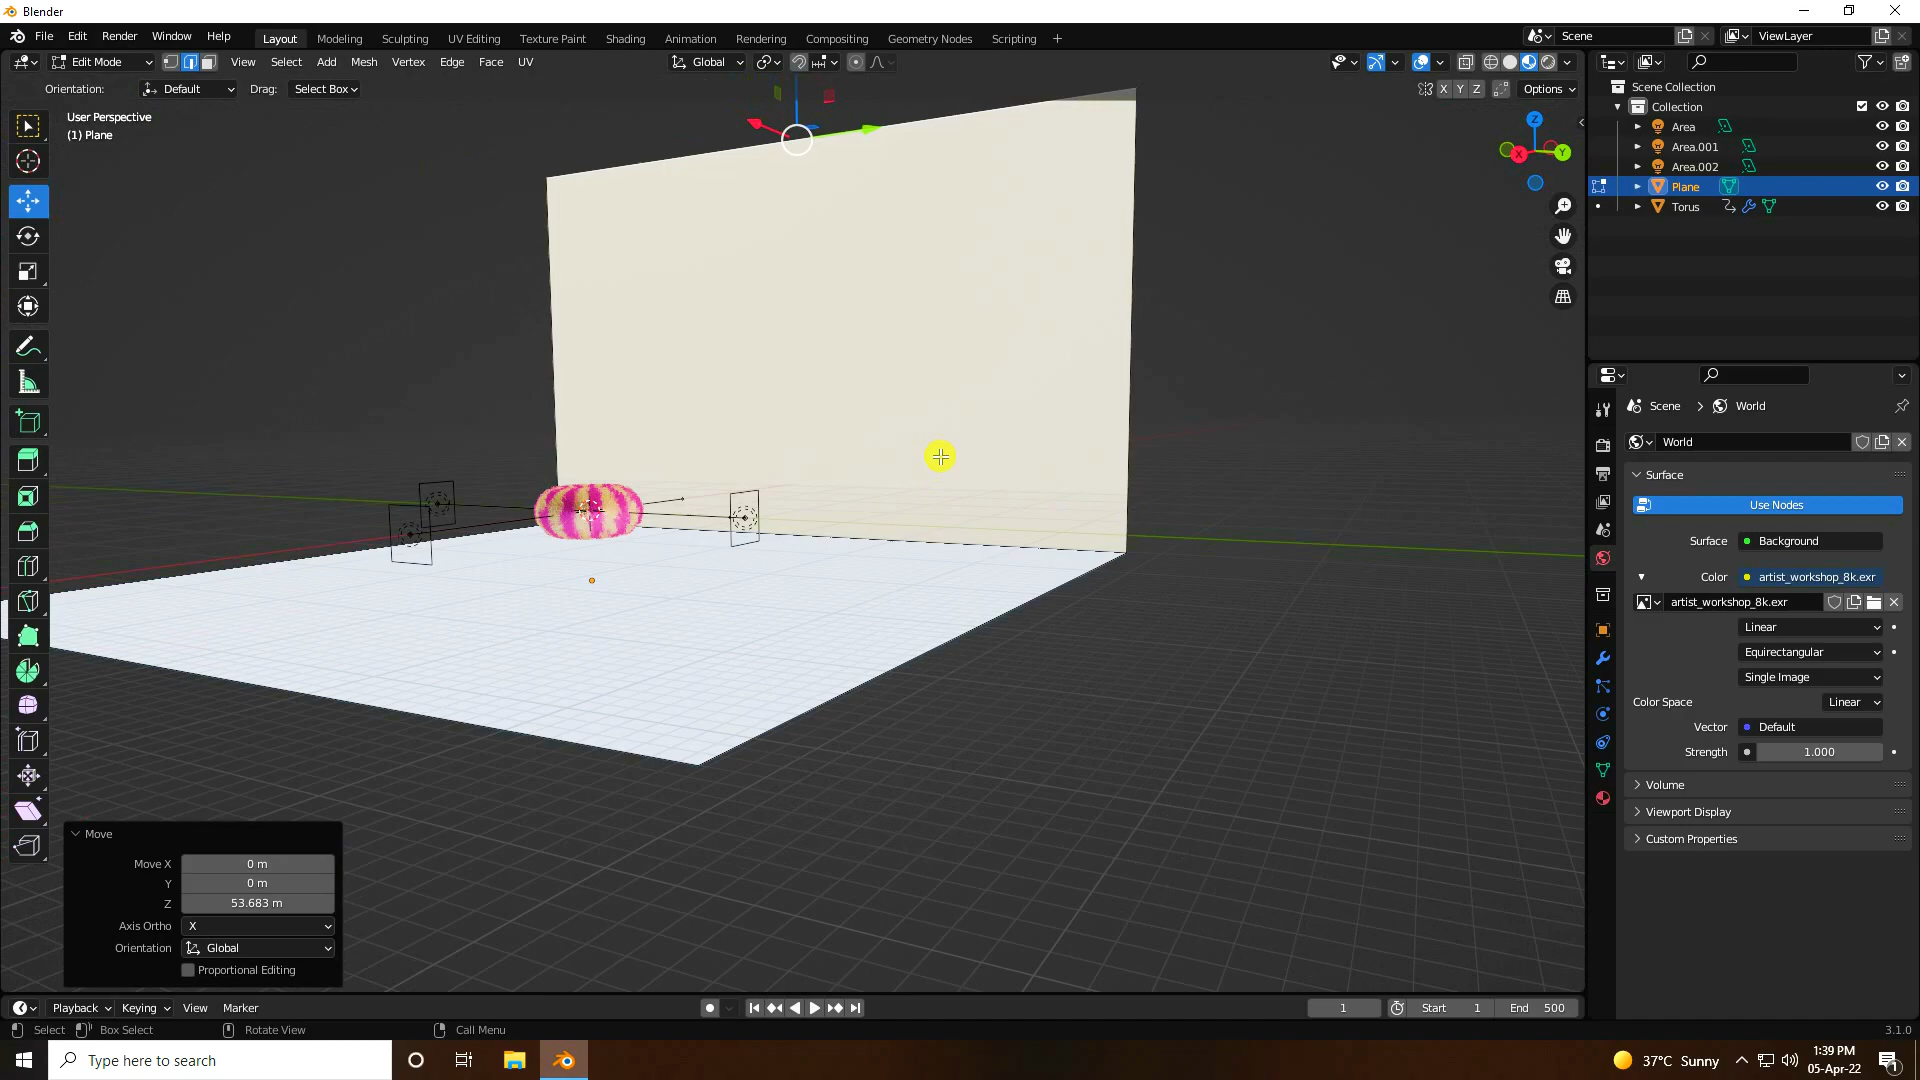 Blender
File Edit Render Window Help
Layout Modeling Sculpting UV Editing Texture Paint Shading Animation Rendering Compositing Geometry Nodes Scripting +
Scene
ViewLayer
Edit Mode
View Select Add Mesh Vertex Edge Face UV
Global
Orientation: Default Drag: Select Box
X Y Z
Options
User Perspective
(1) Plane
Z
X
Y
Scene Collection
Collection
Area
Area.001
Area.002
Plane
Torus
Scene > World
World
Surface
Use Nodes
Surface Background
Color artist_workshop_8k.exr
artist_workshop_8k.exr
Linear
Equirectangular
Single Image
Color Space Linear
Vector Default
Strength 1.000
Volume
Viewport Display
Custom Properties
Move
Move X 0 m
Y 0 m
Z 53.683 m
Axis Ortho X
Orientation Global
Proportional Editing
Playback Keying View Marker
1
Start 1
End 500
Select Box Select Rotate View Call Menu
3.1.0
Type here to search
37°C Sunny
1:39 PM
05-Apr-22
1